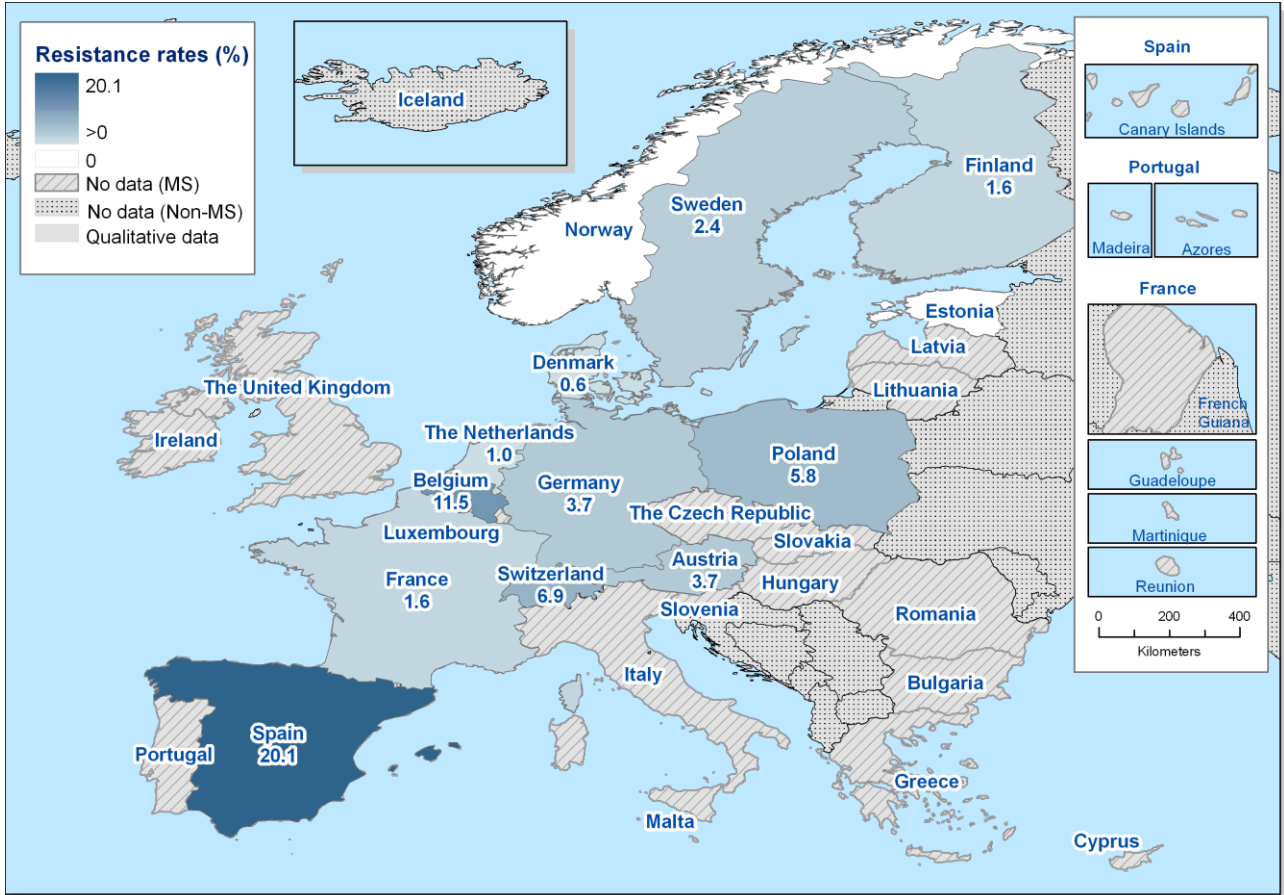 Resistance rates (%)
20.1
>0
0
No data (MS)
No data (Non-MS)
Qualitative data
Iceland
Norway
Sweden
2.4
Finland
1.6
Estonia
Latvia
Lithuania
Denmark
0.6
The United Kingdom
Ireland
The Netherlands
1.0
Belgium
11.5
Luxembourg
Germany
3.7
Poland
5.8
The Czech Republic
Slovakia
Austria
3.7
Hungary
Switzerland
6.9
France
1.6
Slovenia
Romania
Italy
Bulgaria
Portugal
Spain
20.1
Greece
Malta
Cyprus
Spain
Canary Islands
Portugal
Madeira
Azores
France
French
Guiana
Guadeloupe
Martinique
Reunion
0
200
400
Kilometers